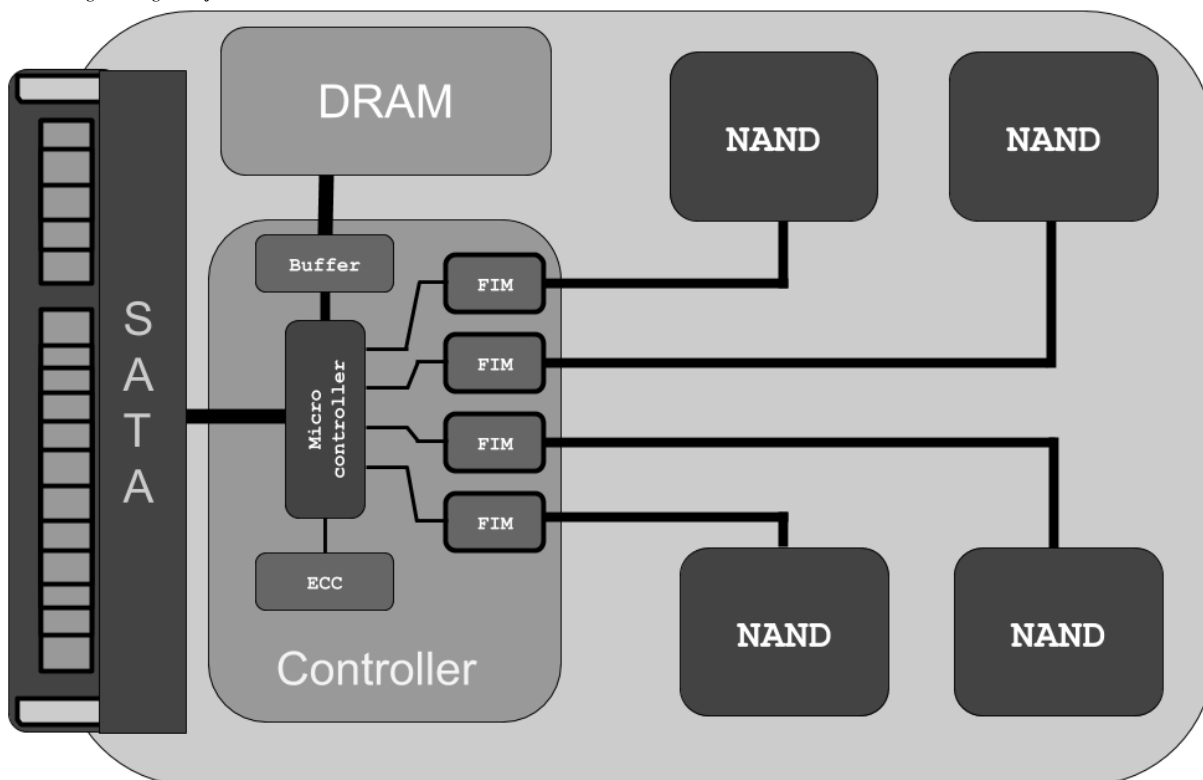 DRAM
NAND
NAND
Buffer
FIM
FIM
FIM
FIM
S
A
T
A
Micro
controller
ECC
Controller
NAND
NAND